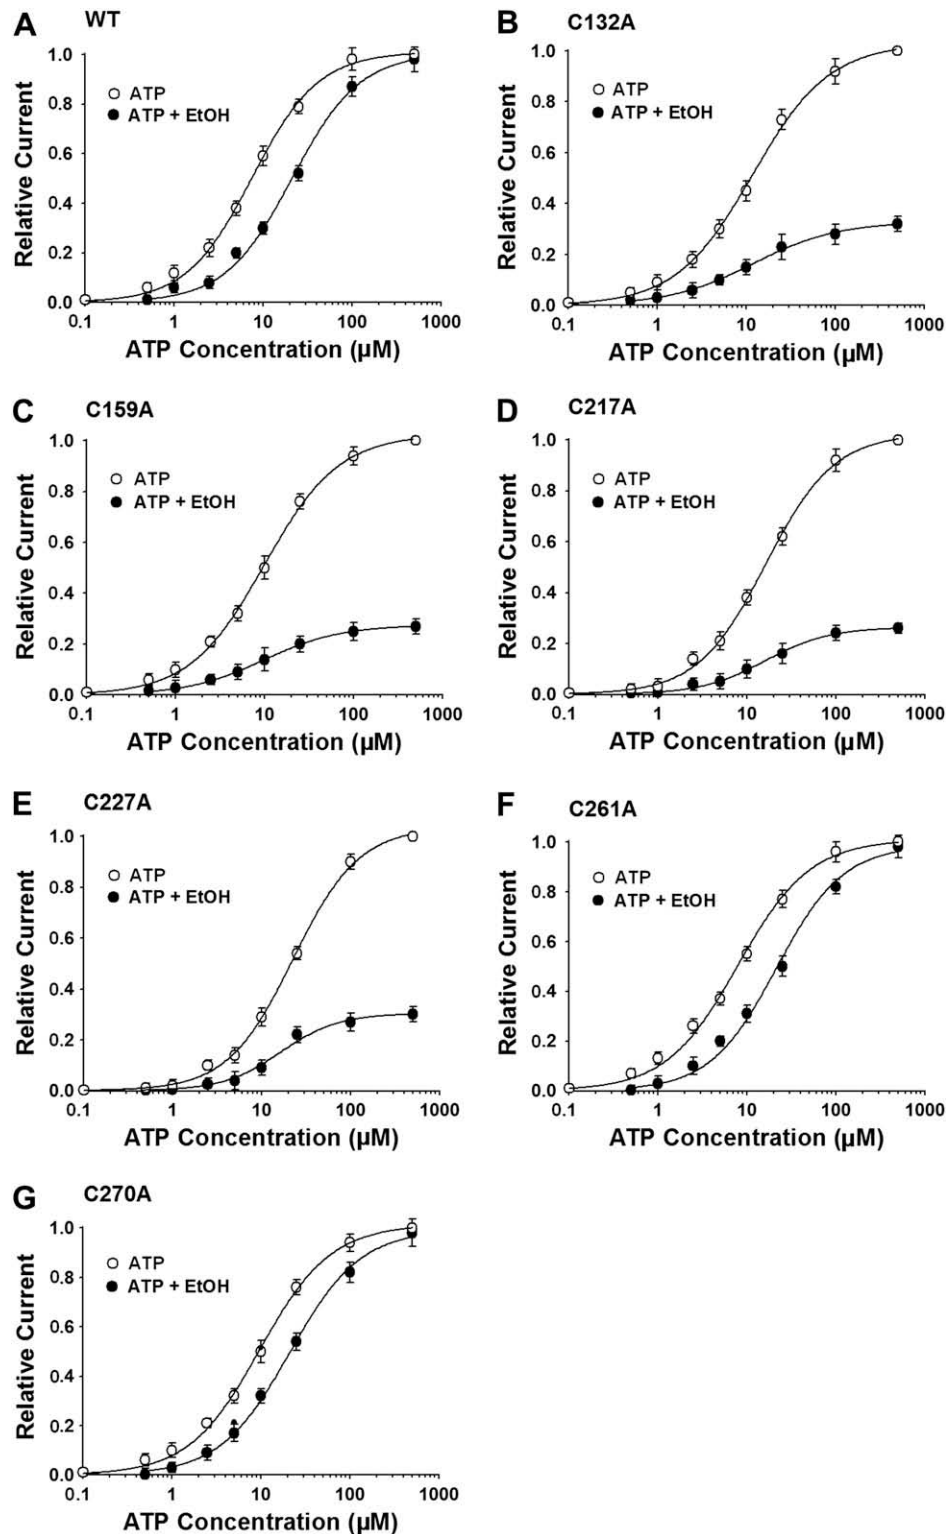 A WT
1.0
0.8
0.6
0.4
0.2
0.0
Relative Current
ATP
ATP + EtOH
0.1 1 10 100 1000
ATP Concentration (µM)
B C132A
1.0
0.8
0.6
0.4
0.2
0.0
Relative Current
ATP
ATP + EtOH
0.1 1 10 100 1000
ATP Concentration (µM)
C C159A
1.0
0.8
0.6
0.4
0.2
0.0
Relative Current
ATP
ATP + EtOH
0.1 1 10 100 1000
ATP Concentration (µM)
D C217A
1.0
0.8
0.6
0.4
0.2
0.0
Relative Current
ATP
ATP + EtOH
0.1 1 10 100 1000
ATP Concentration (µM)
E C227A
1.0
0.8
0.6
0.4
0.2
0.0
Relative Current
ATP
ATP + EtOH
0.1 1 10 100 1000
ATP Concentration (µM)
F C261A
1.0
0.8
0.6
0.4
0.2
0.0
Relative Current
ATP
ATP + EtOH
0.1 1 10 100 1000
ATP Concentration (µM)
G C270A
1.0
0.8
0.6
0.4
0.2
0.0
Relative Current
ATP
ATP + EtOH
0.1 1 10 100 1000
ATP Concentration (µM)